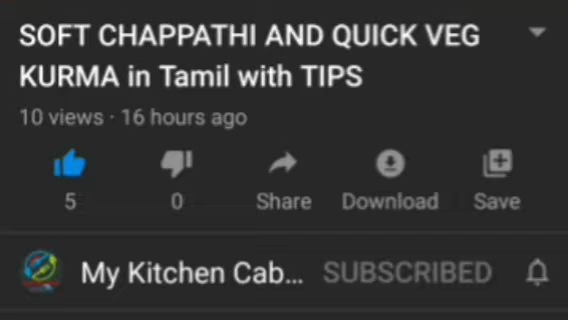 SOFT CHAPPATHI AND QUICK VEG
KURMA in Tamil with TIPS
10 views · 16 hours ago
5 0 Share Download Save
My Kitchen Cab... SUBSCRIBED